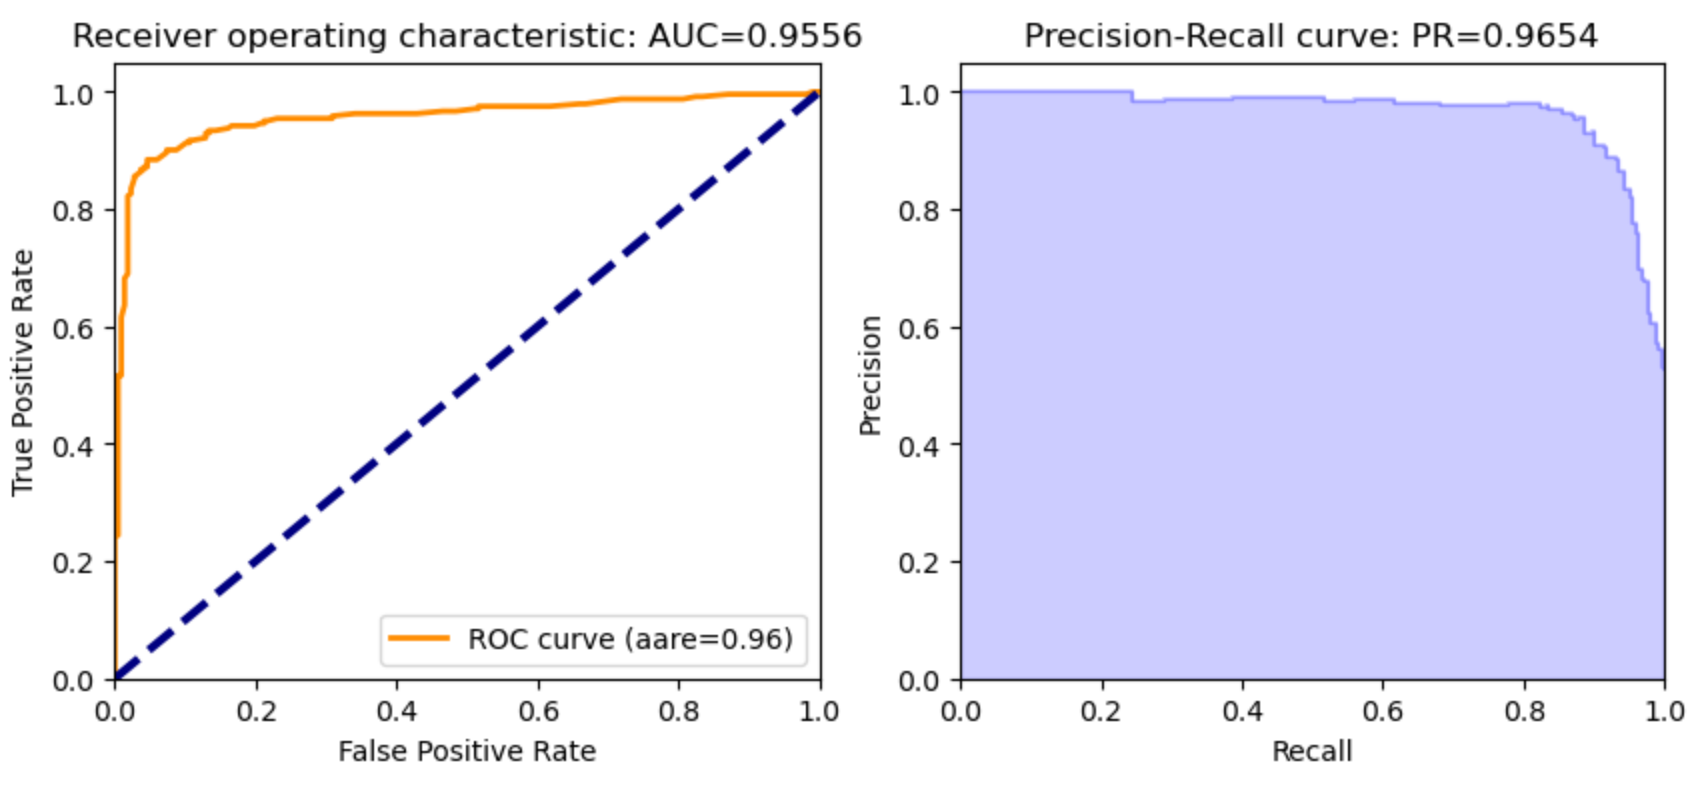 Receiver operating characteristic: AUC=0.9556
1.0
0.8
0.6
0.4
0.2
0.0
True Positive Rate
0.0 0.2 0.4 0.6 0.8 1.0
False Positive Rate
ROC curve (aare=0.96)
Precision-Recall curve: PR=0.9654
1.0
0.8
0.6
0.4
0.2
0.0
Precision
0.0 0.2 0.4 0.6 0.8 1.0
Recall